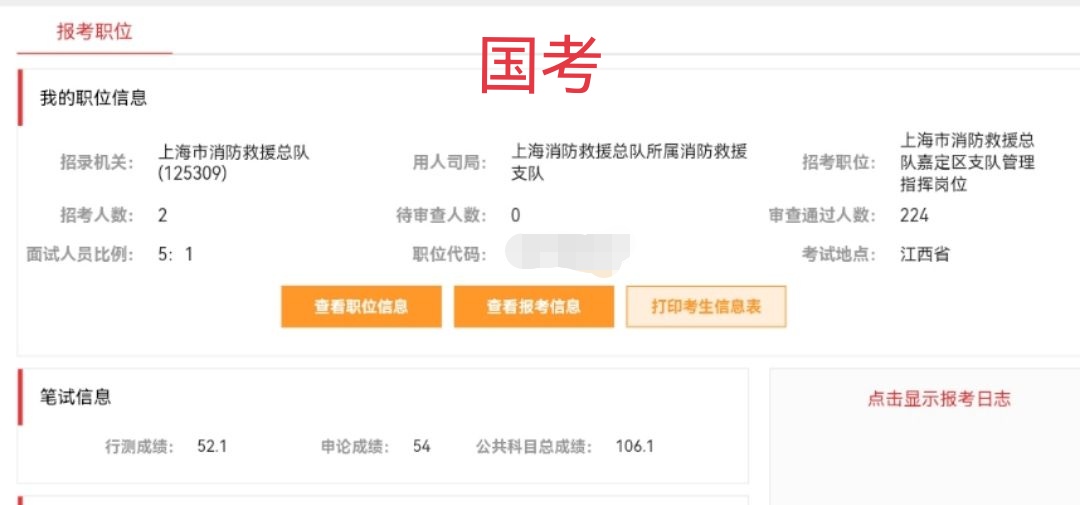 报考职位
国考
我的职位信息
招录机关： 上海市消防救援总队
(125309)
用人司局： 上海消防救援总队所属消防救援
支队
招考职位： 上海市消防救援总
队嘉定区支队管理
指挥岗位
招考人数： 2
待审查人数： 0
审查通过人数： 224
面试人员比例： 5：1
职位代码：
考试地点： 江西省
查看职位信息
查看报考信息
打印考生信息表
笔试信息
点击显示报考日志
行测成绩： 52.1
申论成绩： 54
公共科目总成绩： 106.1